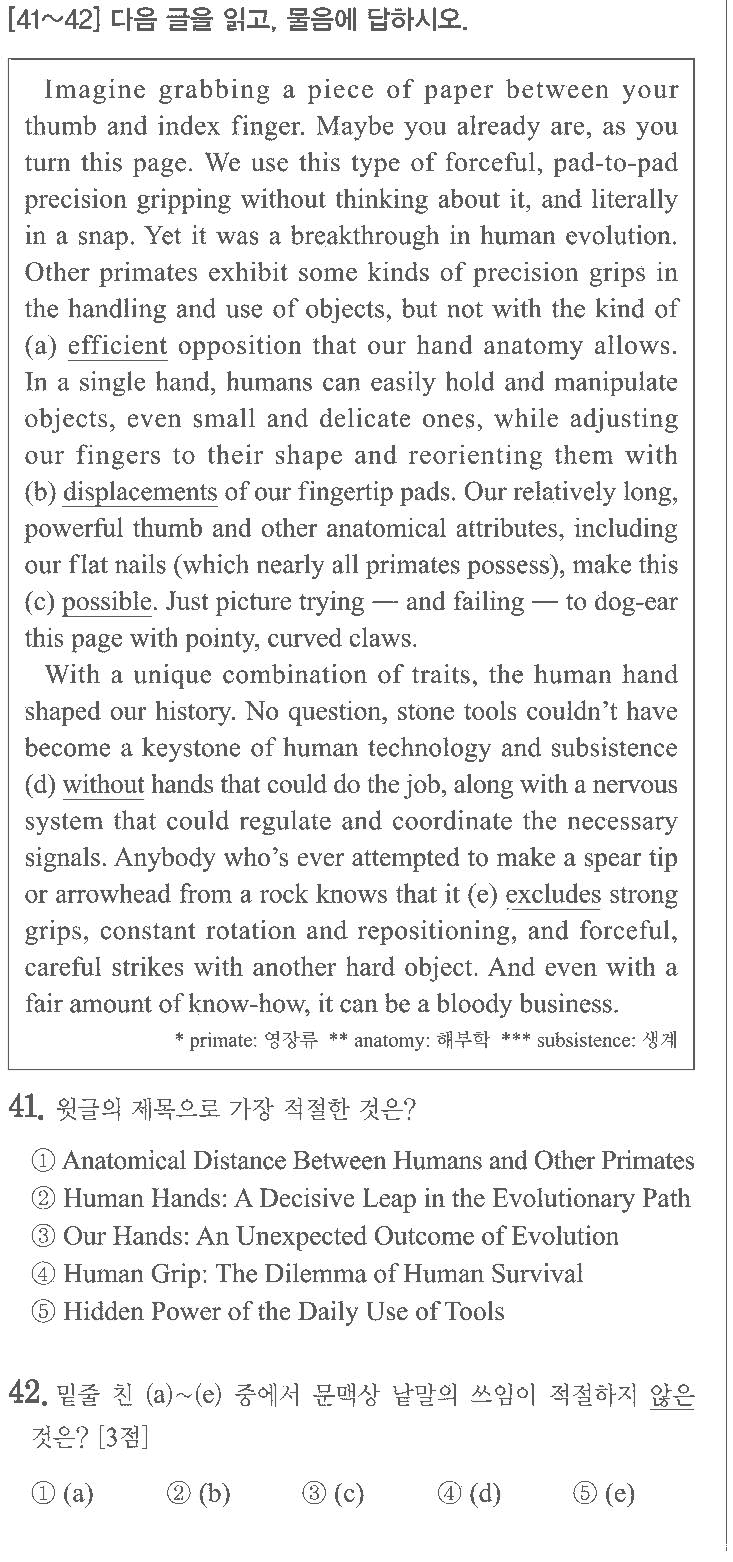 [41~42] 다음 글을 읽고, 물음에 답하시오.
Imagine grabbing a piece of paper between your
thumb and index finger. Maybe you already are, as you
turn this page. We use this type of forceful, pad-to-pad
precision gripping without thinking about it, and literally
in a snap. Yet it was a breakthrough in human evolution.
Other primates exhibit some kinds of precision grips in
the handling and use of objects, but not with the kind of
(a) efficient opposition that our hand anatomy allows.
In a single hand, humans can easily hold and manipulate
objects, even small and delicate ones, while adjusting
our fingers to their shape and reorienting them with
(b) displacements of our fingertip pads. Our relatively long,
powerful thumb and other anatomical attributes, including
our flat nails (which nearly all primates possess), make this
(c) possible. Just picture trying — and failing — to dog-ear
this page with pointy, curved claws.
With a unique combination of traits, the human hand
shaped our history. No question, stone tools couldn't have
become a keystone of human technology and subsistence
(d) without hands that could do the job, along with a nervous
system that could regulate and coordinate the necessary
signals. Anybody who's ever attempted to make a spear tip
or arrowhead from a rock knows that it (e) excludes strong
grips, constant rotation and repositioning, and forceful,
careful strikes with another hard object. And even with a
fair amount of know-how, it can be a bloody business.
* primate: 영장류 ** anatomy: 해부학 *** subsistence: 생계
41. 윗글의 제목으로 가장 적절한 것은?
① Anatomical Distance Between Humans and Other Primates
② Human Hands: A Decisive Leap in the Evolutionary Path
③ Our Hands: An Unexpected Outcome of Evolution
④ Human Grip: The Dilemma of Human Survival
⑤ Hidden Power of the Daily Use of Tools
42. 밑줄 친 (a)~(e) 중에서 문맥상 낱말의 쓰임이 적절하지 않은
것은? [3점]
① (a) ② (b) ③ (c) ④ (d) ⑤ (e)